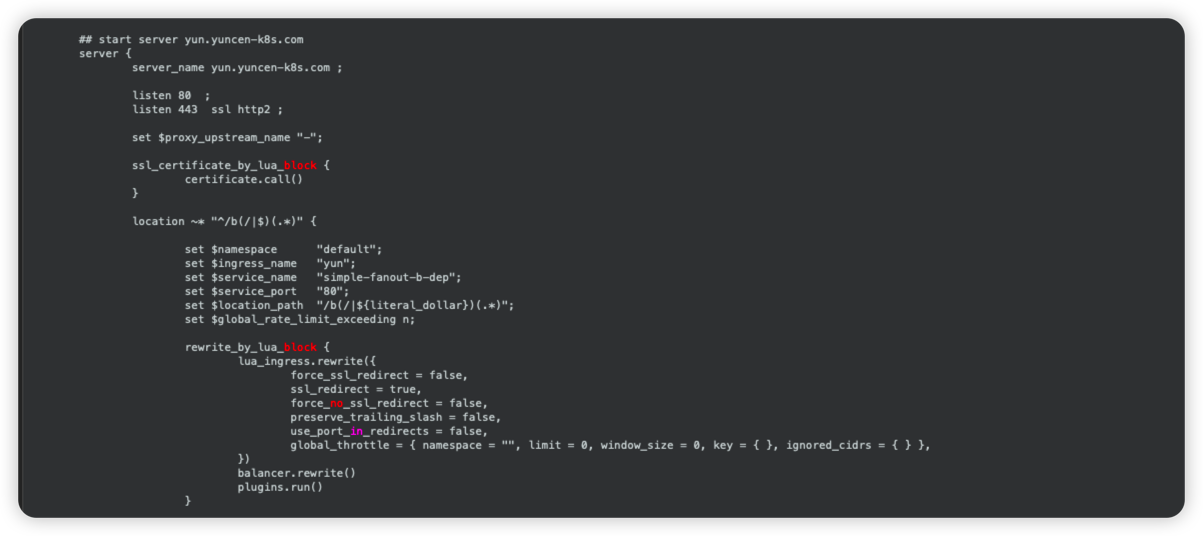 ## start server yun.yuncen-k8s.com
server {
server_name yun.yuncen-k8s.com ;
listen 80  ;
listen 443  ssl http2 ;
set $proxy_upstream_name "-";
ssl_certificate_by_lua_block {
certificate.call()
}
location ~* "^/b(/|$)(.*)" {
set $namespace      "default";
set $ingress_name   "yun";
set $service_name   "simple-fanout-b-dep";
set $service_port   "80";
set $location_path  "/b(/|${literal_dollar})(.*)";
set $global_rate_limit_exceeding n;
rewrite_by_lua_block {
lua_ingress.rewrite({
force_ssl_redirect = false,
ssl_redirect = true,
force_no_ssl_redirect = false,
preserve_trailing_slash = false,
use_port_in_redirects = false,
global_throttle = { namespace = "", limit = 0, window_size = 0, key = { }, ignored_cidrs = { } },
})
balancer.rewrite()
plugins.run()
}